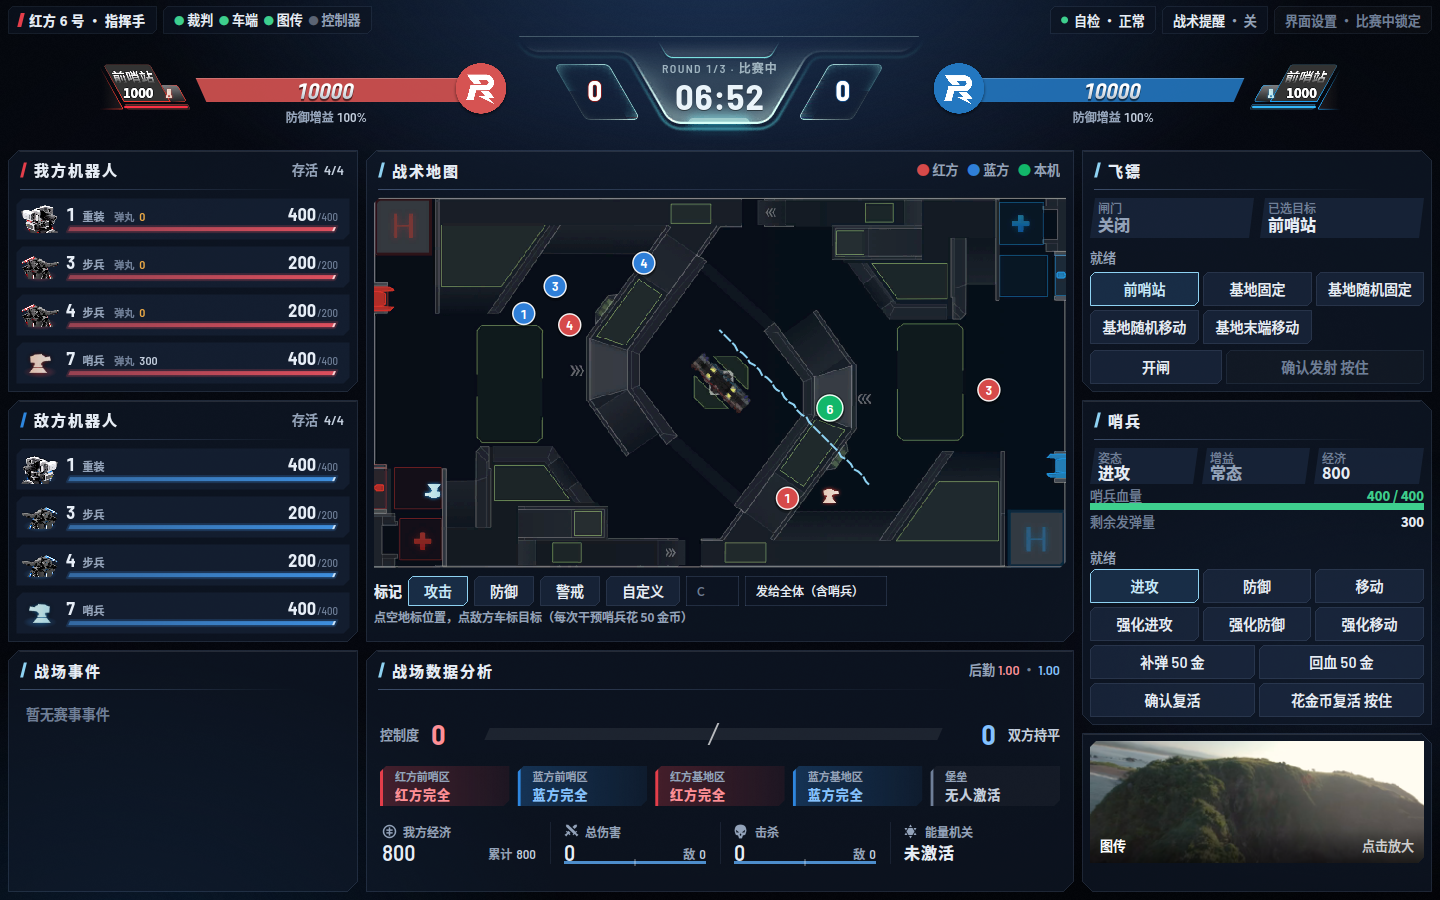 红方 6 号 · 指挥手
裁判 车端 图传 控制器
自检 · 正常
战术提醒 · 关
界面设置 · 比赛中锁定
前哨站
1000
10000
防御增益 100%
0
ROUND 1/3 · 比赛中
06:52
0
10000
防御增益 100%
前哨站
1000
我方机器人
存活 4/4
1 重装 弹丸 0 400/400
3 步兵 弹丸 0 200/200
4 步兵 弹丸 0 200/200
7 哨兵 弹丸 300 400/400
敌方机器人
存活 4/4
1 重装 400/400
3 步兵 200/200
4 步兵 200/200
7 哨兵 400/400
战场事件
暂无赛事事件
战术地图
红方 蓝方 本机
H
4
3
1
4
3
6
1
H
标记 攻击 防御 警戒 自定义 C 发给全体（含哨兵）
点空地标位置，点敌方车标目标（每次干预哨兵花 50 金币）
战场数据分析
后勤 1.00 · 1.00
控制度 0
0 双方持平
红方前哨区
红方完全
蓝方前哨区
蓝方完全
红方基地区
红方完全
蓝方基地区
蓝方完全
堡垒
无人激活
我方经济
800 累计 800
总伤害
0 敌 0
击杀
0 敌 0
能量机关
未激活
飞镖
闸门
关闭
已选目标
前哨站
就绪
前哨站 基地固定 基地随机固定
基地随机移动 基地末端移动
开闸 确认发射 按住
哨兵
姿态
进攻
增益
常态
经济
800
哨兵血量 400 / 400
剩余发弹量 300
就绪
进攻 防御 移动
强化进攻 强化防御 强化移动
补弹 50 金 回血 50 金
确认复活 花金币复活 按住
图传 点击放大